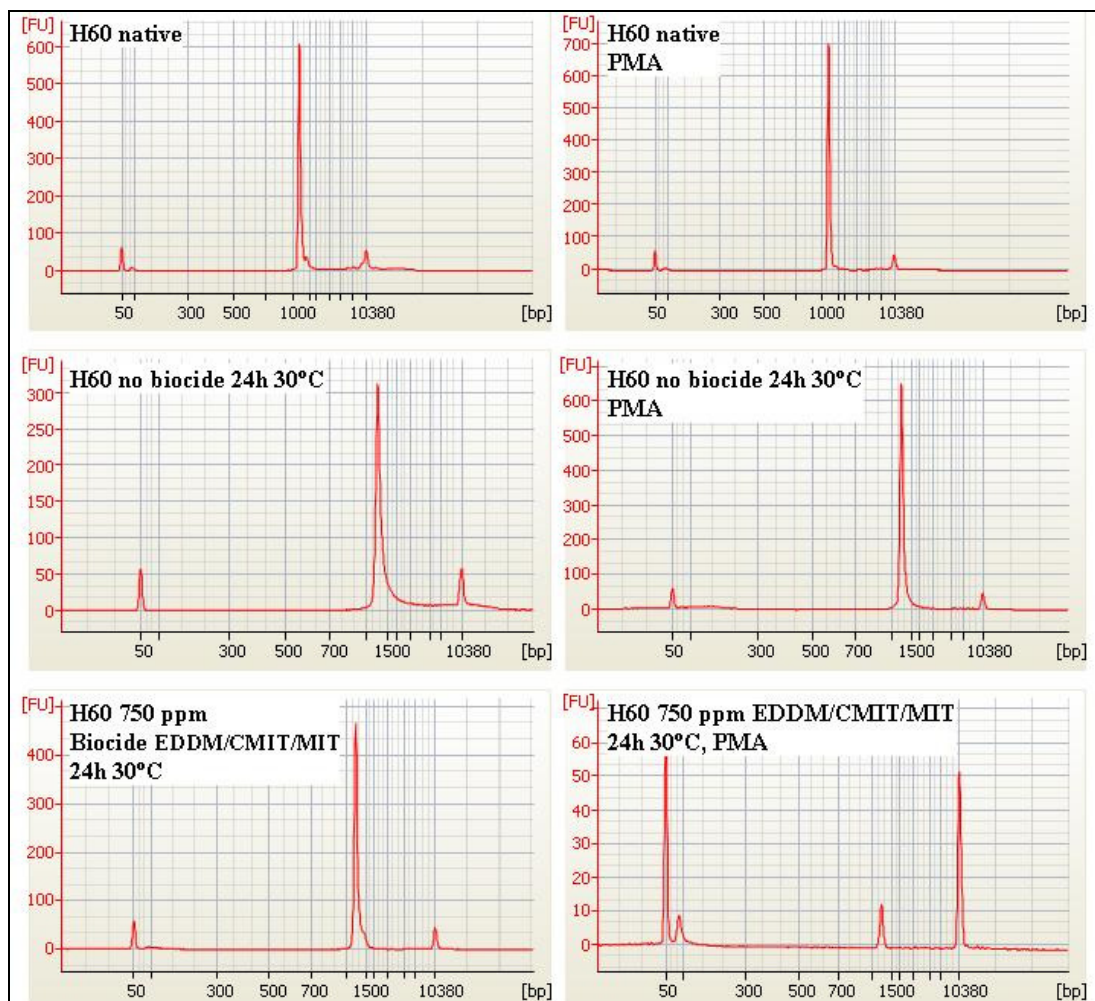 [FU]
H60 native
600
500
400
300
200
100
0
50 300 500 1000 10380 [bp]
[FU]
H60 native
PMA
700
600
500
400
300
200
100
0
50 300 500 1000 10380 [bp]
[FU]
H60 no biocide 24h 30°C
300
250
200
150
100
50
0
50 300 500 700 1500 10380 [bp]
[FU]
H60 no biocide 24h 30°C
PMA
600
500
400
300
200
100
0
50 300 500 700 1500 10380 [bp]
[FU]
H60 750 ppm
Biocide EDDM/CMIT/MIT
24h 30°C
400
300
200
100
0
50 300 500 700 1500 10380 [bp]
[FU]
H60 750 ppm EDDM/CMIT/MIT
24h 30°C, PMA
60
50
40
30
20
10
0
50 300 500 700 1500 10380 [bp]